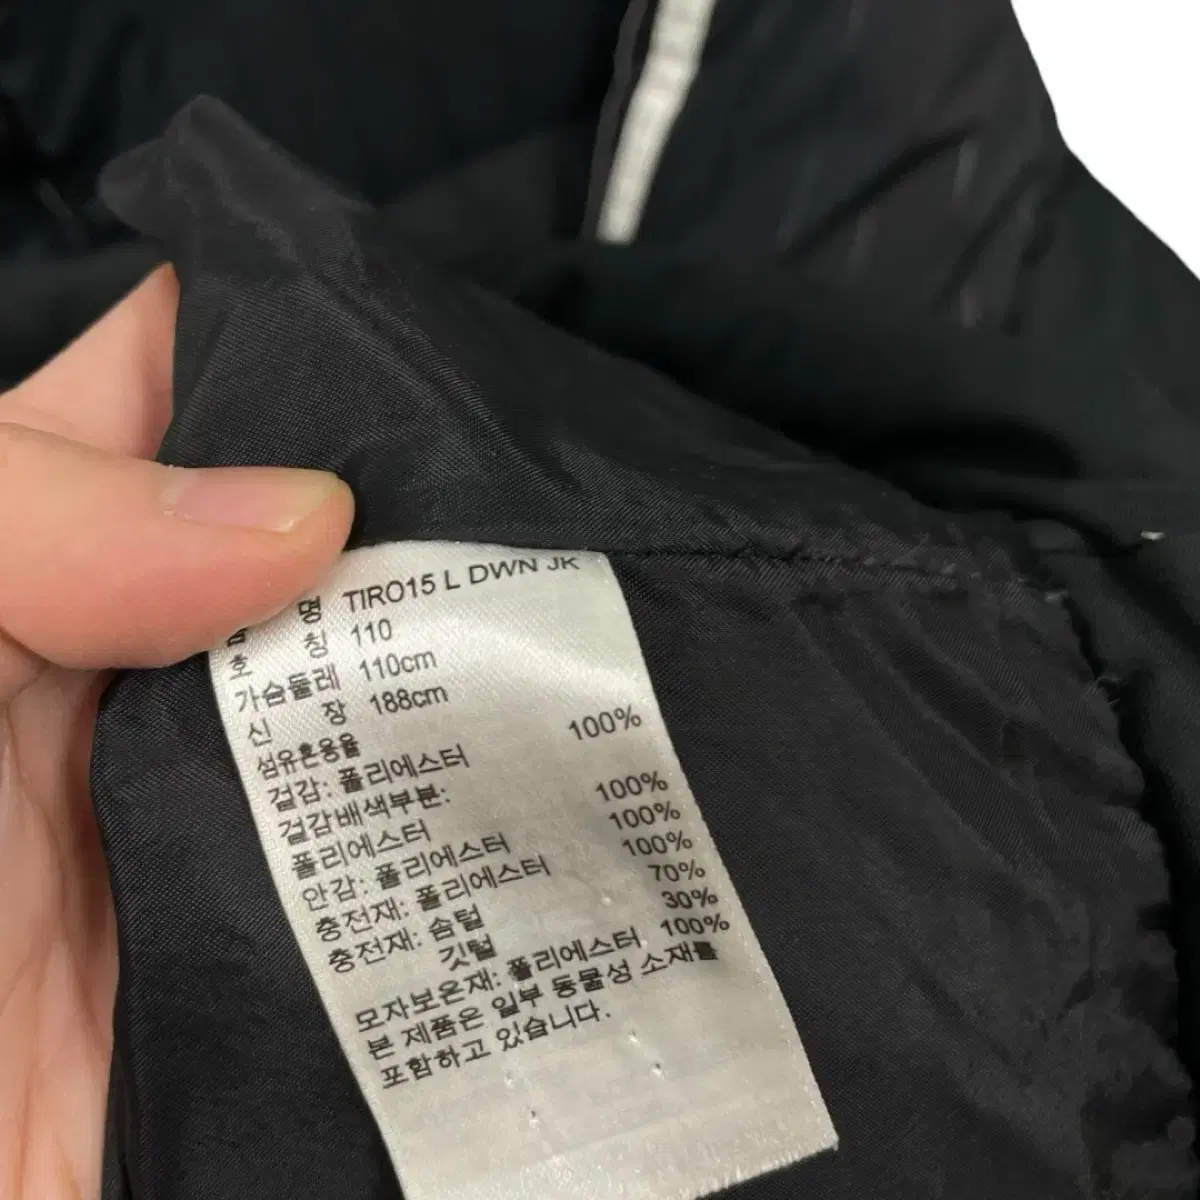 명 TIRO15 L DWN JK
호 칭 110
가슴둘레 110cm
신 장 188cm
섬유혼용율
겉감: 폴리에스터 100%
겉감배색부분:
폴리에스터 100%
안감: 폴리에스터 100%
충전재: 폴리에스터 100%
충전재: 솜털 70%
깃털 30%
모자보온재: 폴리에스터 100%
본 제품은 일부 동물성 소재를
포함하고 있습니다.